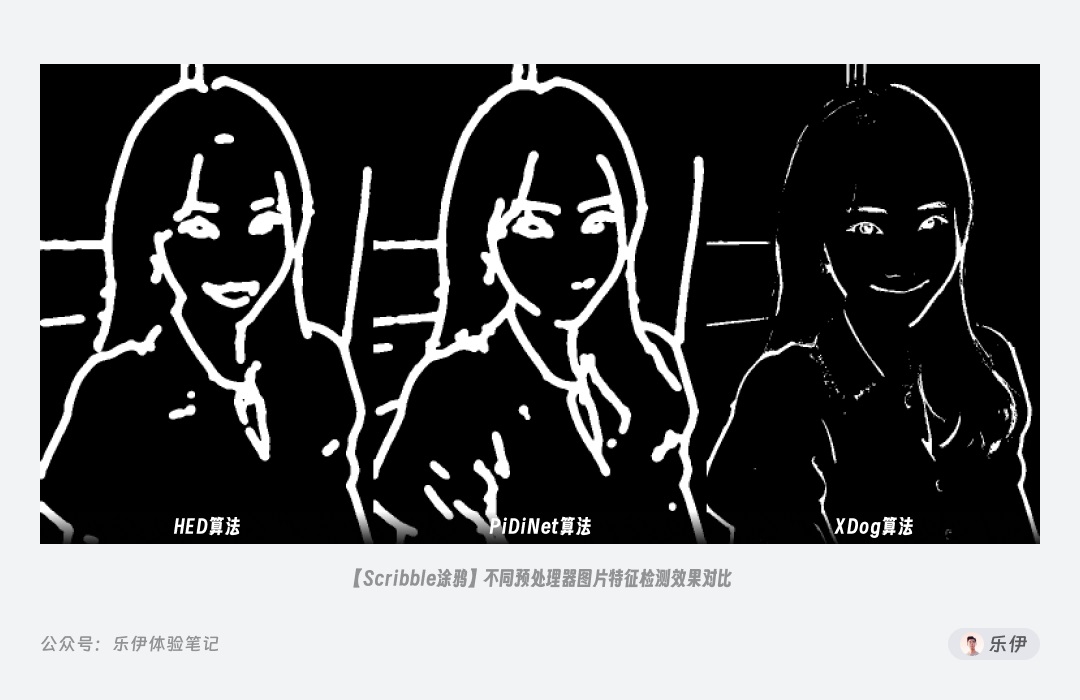 HED算法
PiDiNet算法
XDog算法
【Scribble涂鸦】不同预处理器图片特征检测效果对比
公众号：乐伊体验笔记
乐伊